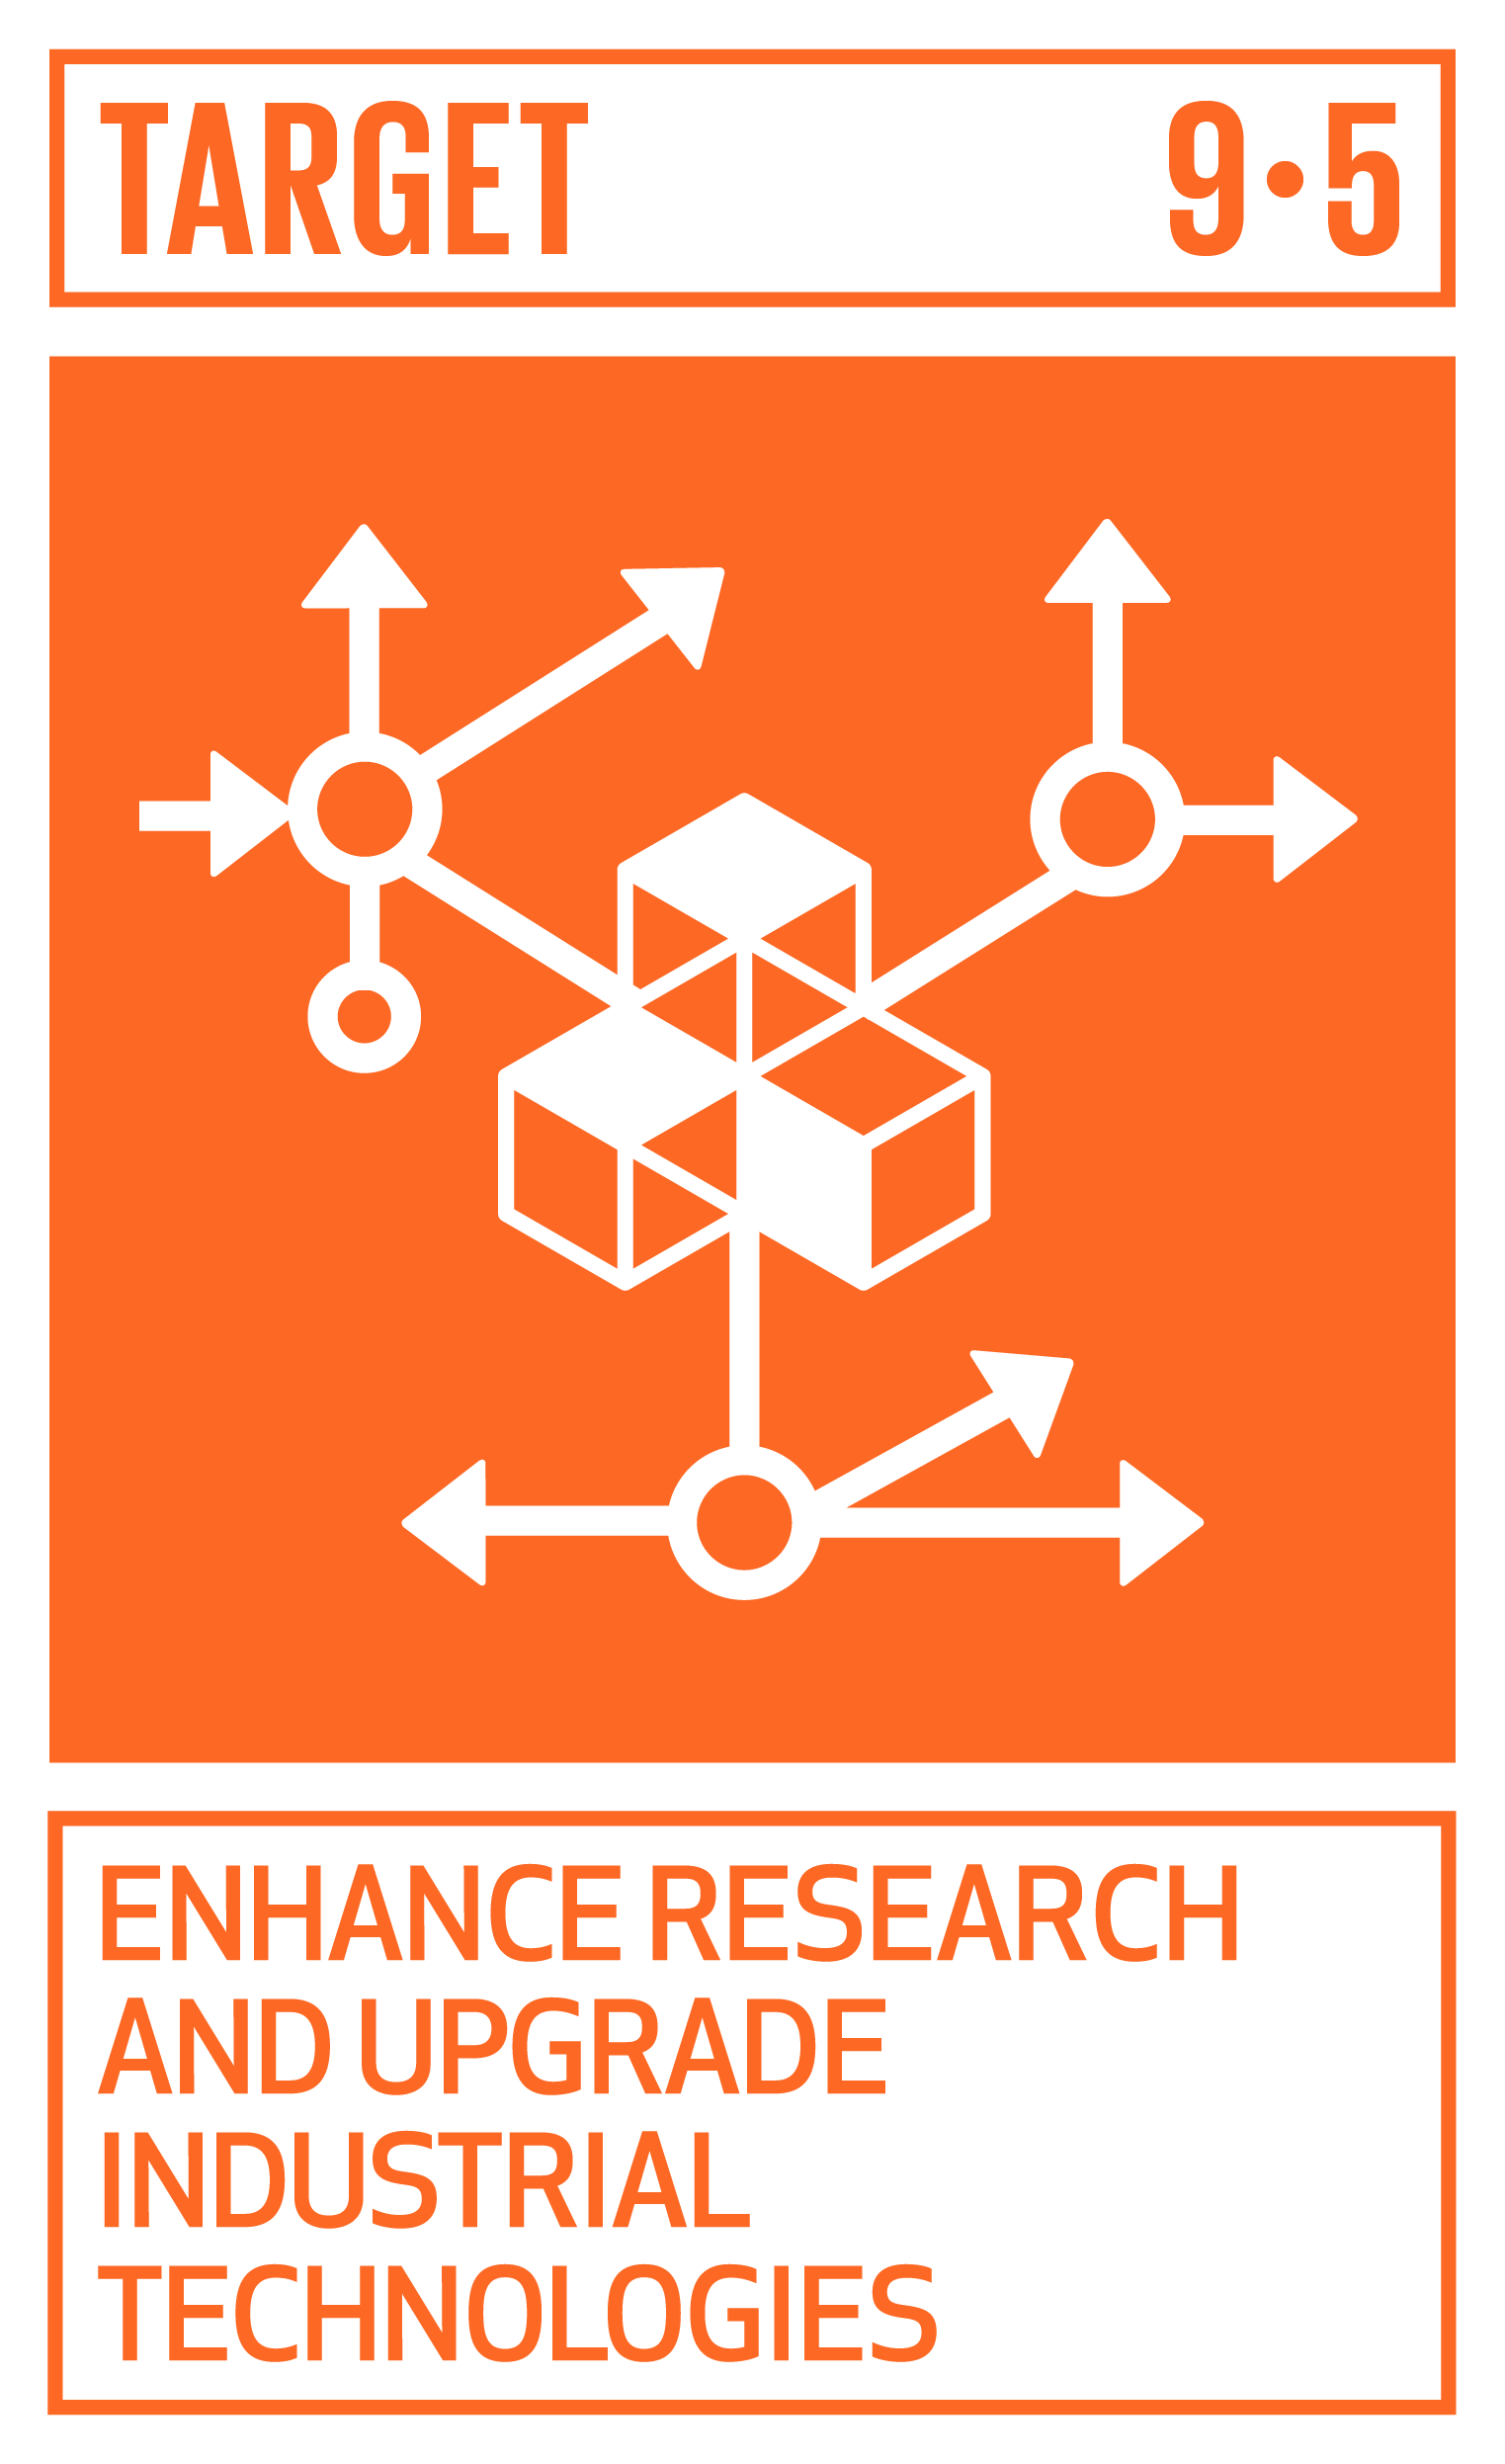 TARGET 9·5
ENHANCE RESEARCH
AND UPGRADE
INDUSTRIAL
TECHNOLOGIES